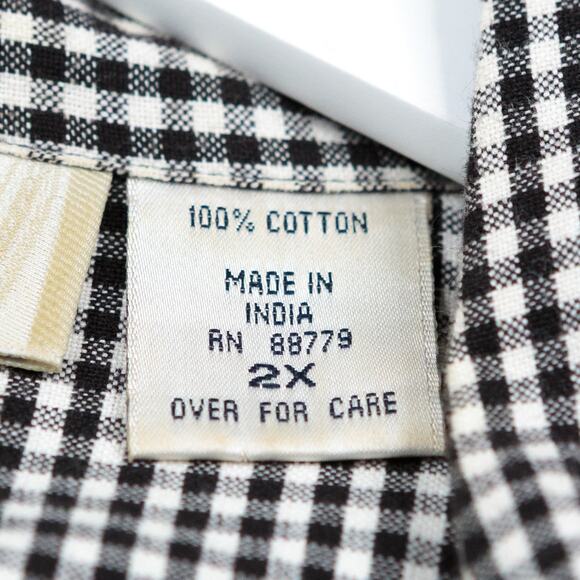 100% COTTON
MADE IN
INDIA
RN 88779
2X
OVER FOR CARE